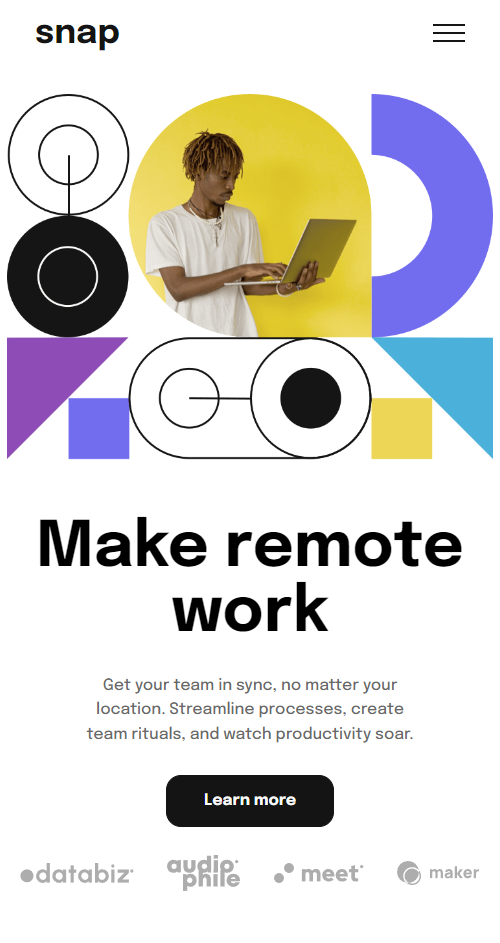 snap
Make remote
work
Get your team in sync, no matter your
location. Streamline processes, create
team rituals, and watch productivity soar.
Learn more
databiz
audio
phile
meet
maker